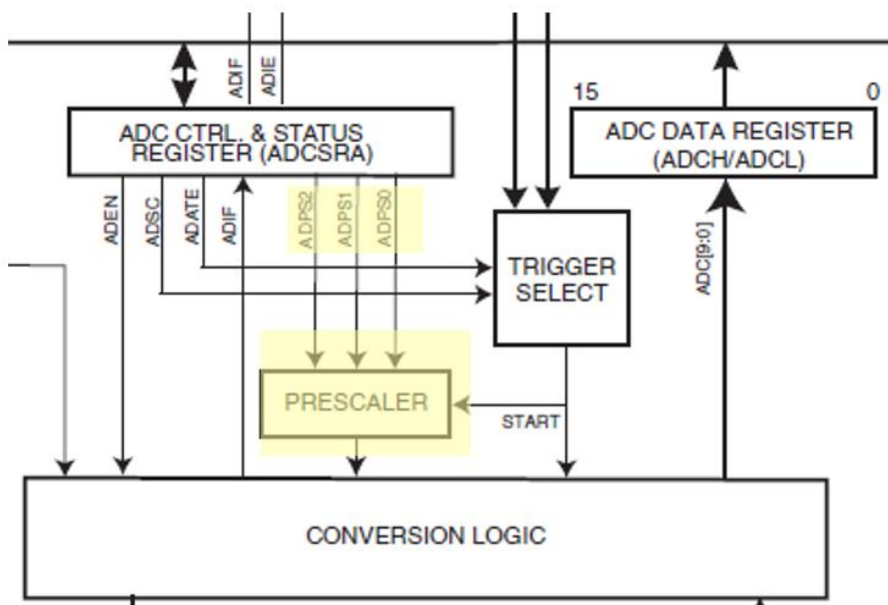 ADIF
ADIE
15
0
ADC CTRL. & STATUS
REGISTER (ADCSRA)
ADC DATA REGISTER
(ADCH/ADCL)
ADEN
ADSC
ADATE
ADIF
ADPS2
ADPS1
ADPS0
TRIGGER
SELECT
ADC[9:0]
PRESCALER
START
CONVERSION LOGIC